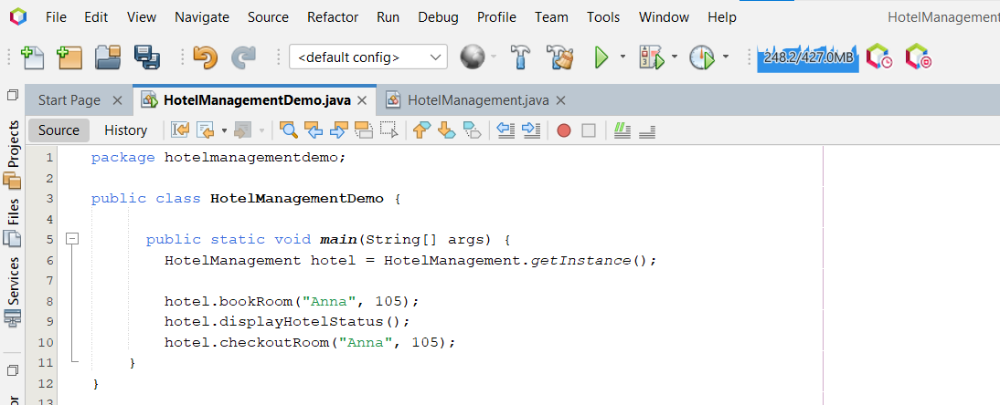 File Edit View Navigate Source Refactor Run Debug Profile Team Tools Window Help HotelManagement
<default config> 248.2/427.0MB
Start Page HotelManagementDemo.java HotelManagement.java
Source History
Projects
Files
Services
1 package hotelmanagementdemo;
2
3 public class HotelManagementDemo {
4
5 public static void main(String[] args) {
6 HotelManagement hotel = HotelManagement.getInstance();
7
8 hotel.bookRoom("Anna", 105);
9 hotel.displayHotelStatus();
10 hotel.checkoutRoom("Anna", 105);
11 }
12 }
13